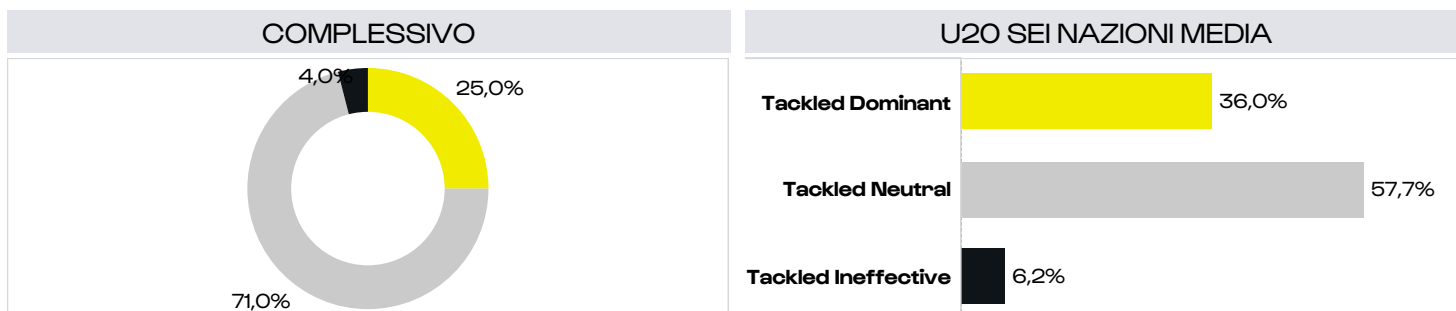 COMPLESSIVO
4,0%
25,0%
71,0%
U20 SEI NAZIONI MEDIA
Tackled Dominant 36,0%
Tackled Neutral 57,7%
Tackled Ineffective 6,2%